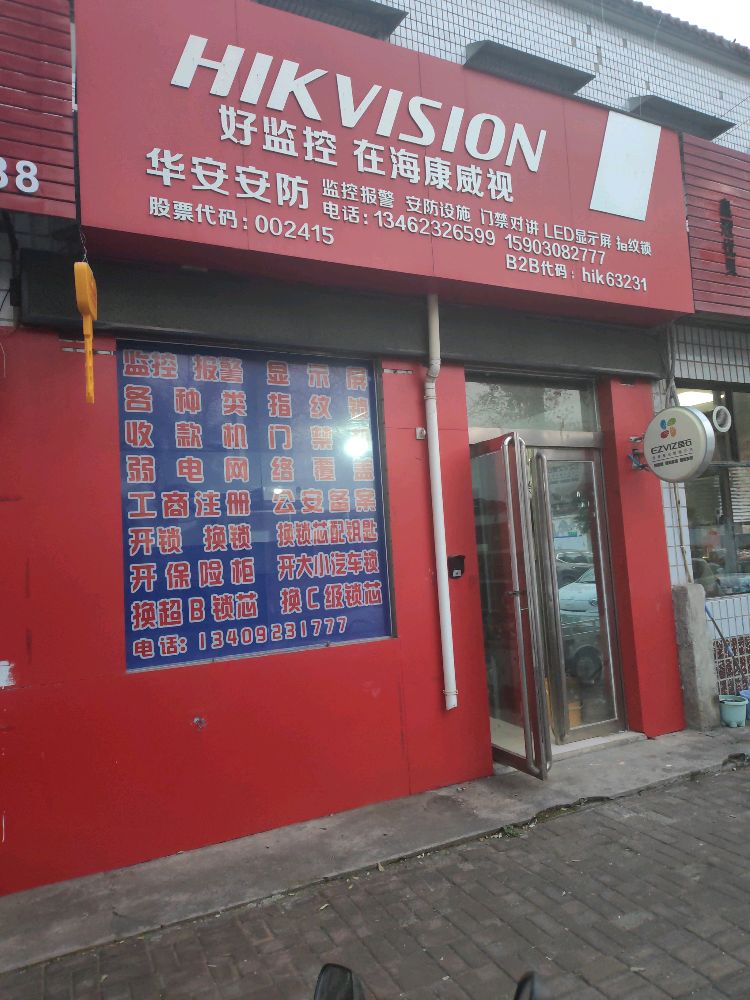 HIKVISION
好监控 在海康威视
华安安防 监控报警 安防设施 门禁对讲 LED显示屏 指纹锁
股票代码：002415 电话：13462326599 15903082777
B2B代码：hik63231
88
监控 报警 显示屏
各种类指纹锁
收款机门禁
弱电网络覆盖
工商注册 公安备案
开锁 换锁 换锁芯配钥匙
开保险柜 开大小汽车锁
换超B锁芯 换C级锁芯
电话：13409231777
EZVIZ萤石